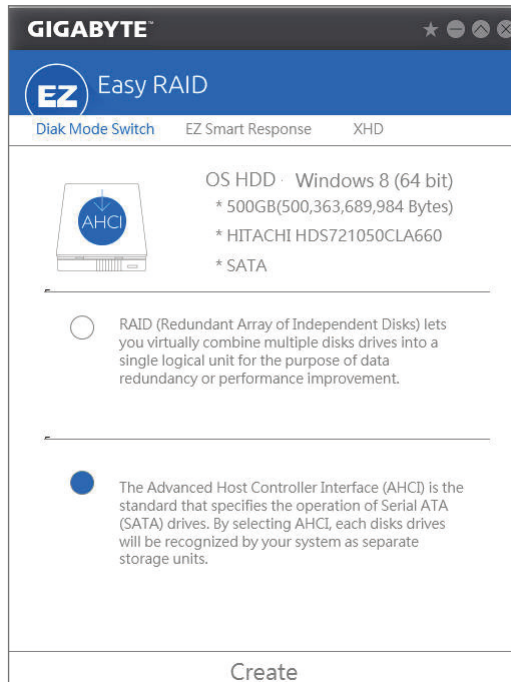 GIGABYTE™
EZ Easy RAID
Diak Mode Switch EZ Smart Response XHD
AHCI
OS HDD · Windows 8 (64 bit)
* 500GB(500,363,689,984 Bytes)
* HITACHI HDS721050CLA660
* SATA
RAID (Redundant Array of Independent Disks) lets
you virtually combine multiple disks drives into a
single logical unit for the purpose of data
redundancy or performance improvement.
The Advanced Host Controller Interface (AHCI) is the
standard that specifies the operation of Serial ATA
(SATA) drives. By selecting AHCI, each disks drives
will be recognized by your system as separate
storage units.
Create